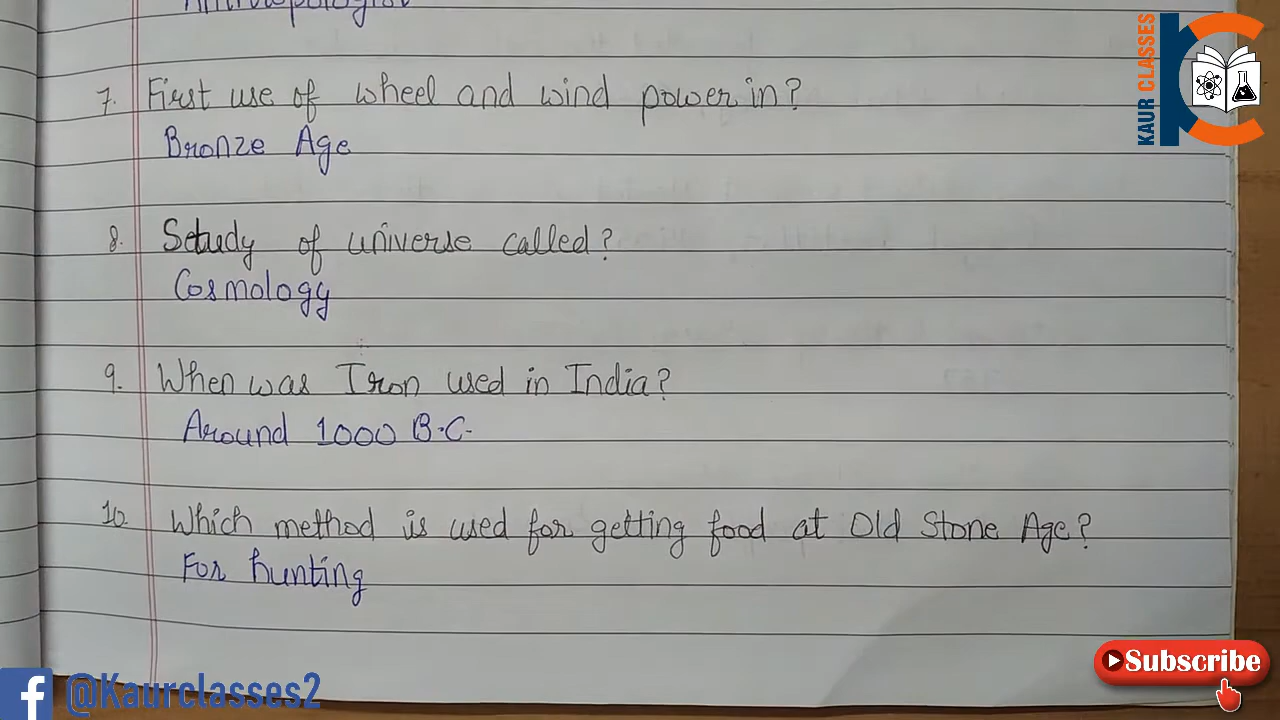 Anthropologist
7. First use of wheel and wind power in?
Bronze Age
8. Setudy of universe called?
Cosmology
9. When was Iron used in India?
Around 1000 B.C.
10. Which method is used for getting food at Old Stone Age?
For hunting
KAUR CLASSES
Subscribe
f @Kaurclasses2